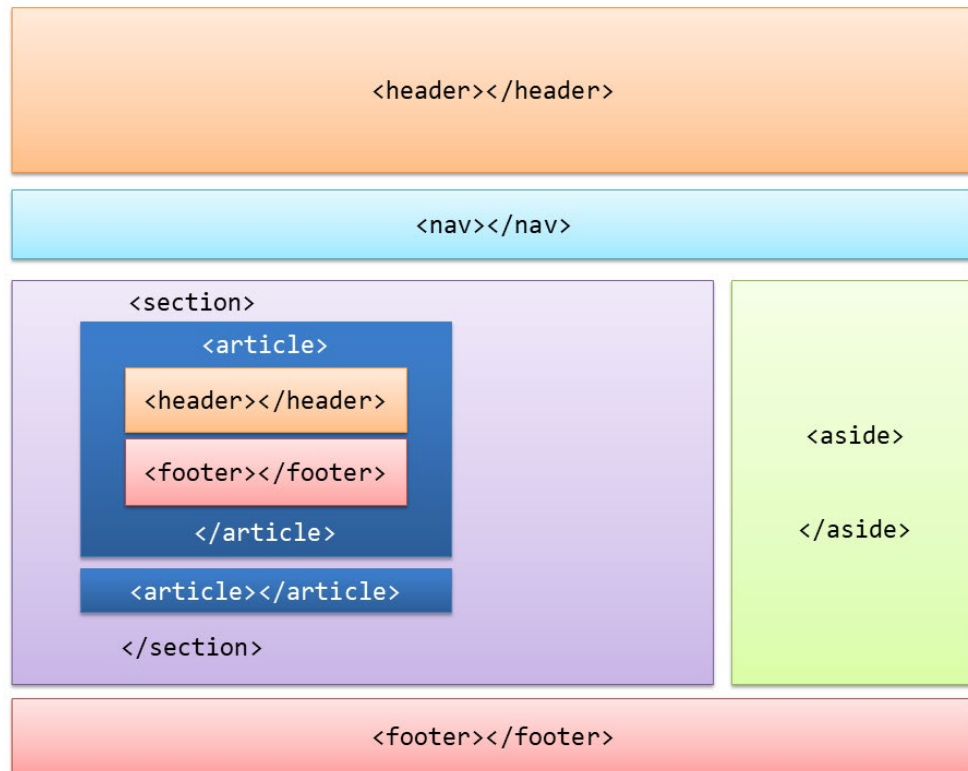 <header></header>
<nav></nav>
<section>
<article>
<header></header>
<footer></footer>
</article>
<article></article>
</section>
<aside>
</aside>
<footer></footer>